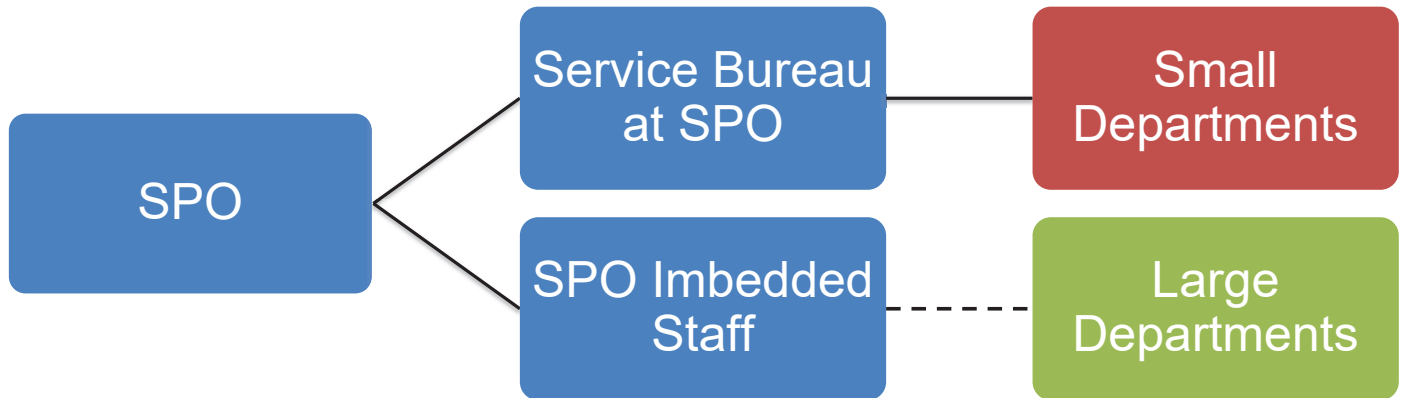 SPO
Service Bureau
at SPO
Small
Departments
SPO Imbedded
Staff
Large
Departments